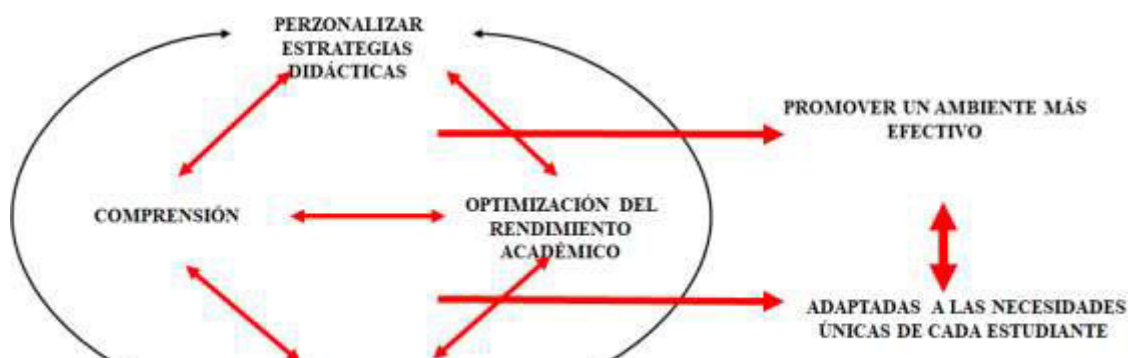 PERZONALIZAR
ESTRATEGIAS
DIDÁCTICAS
PROMOVER UN AMBIENTE MÁS
EFECTIVO
COMPRENSIÓN
OPTIMIZACIÓN DEL
RENDIMIENTO
ACADÉMICO
ADAPTADAS A LAS NECESIDADES
ÚNICAS DE CADA ESTUDIANTE